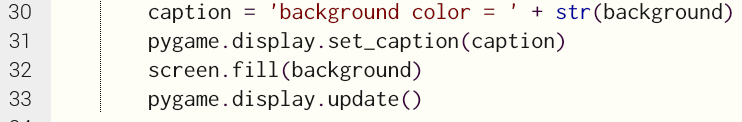 30 caption = 'background color = ' + str(background)
31 pygame.display.set_caption(caption)
32 screen.fill(background)
33 pygame.display.update()